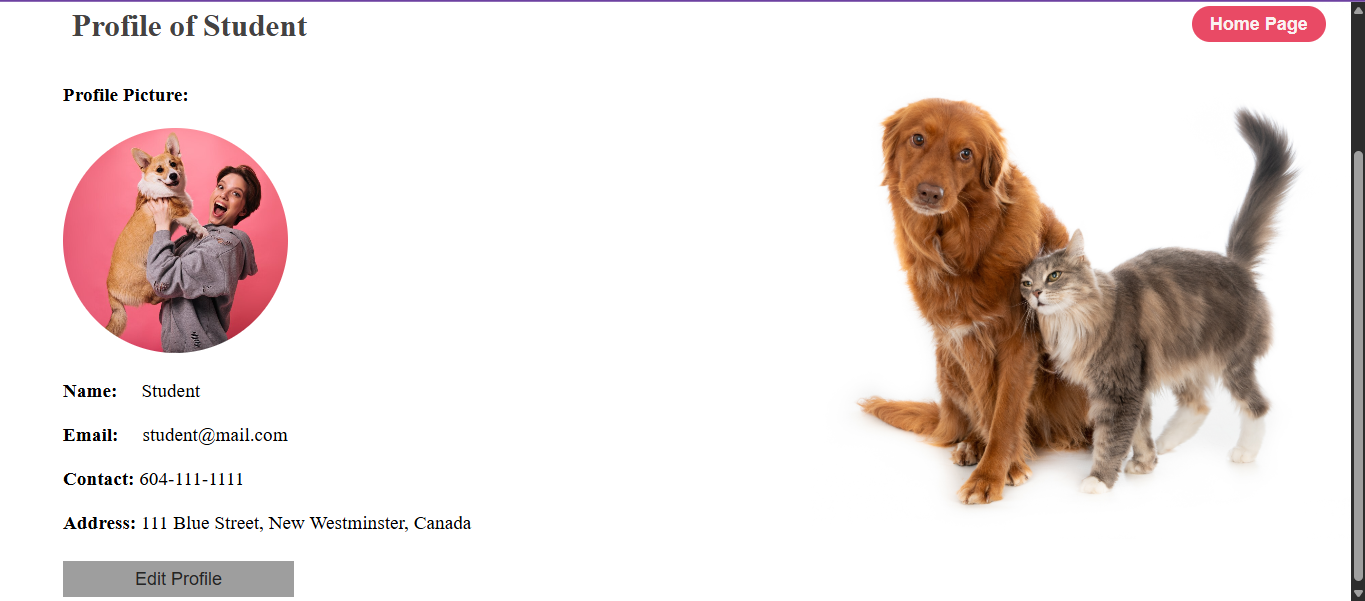 Profile of Student
Home Page
Profile Picture:
Name: Student
Email: student@mail.com
Contact: 604-111-1111
Address: 111 Blue Street, New Westminster, Canada
Edit Profile